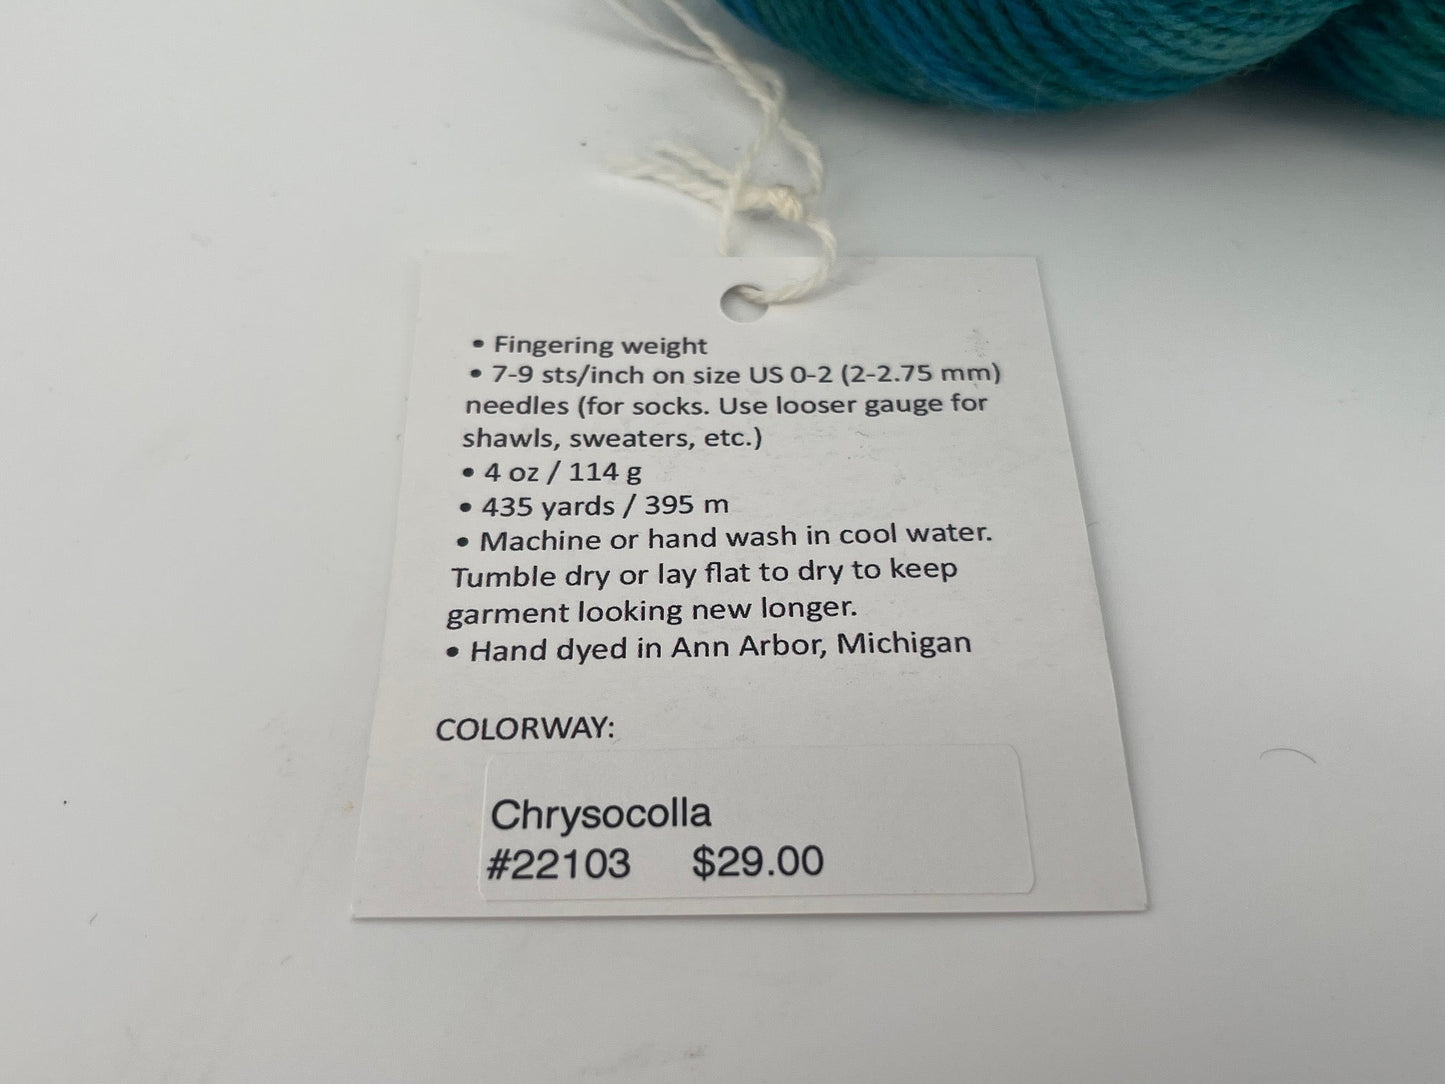 • Fingering weight
• 7-9 sts/inch on size US 0-2 (2-2.75 mm)
needles (for socks. Use looser gauge for
shawls, sweaters, etc.)
• 4 oz / 114 g
• 435 yards / 395 m
• Machine or hand wash in cool water.
Tumble dry or lay flat to dry to keep
garment looking new longer.
• Hand dyed in Ann Arbor, Michigan
COLORWAY:
Chrysocolla
#22103 $29.00